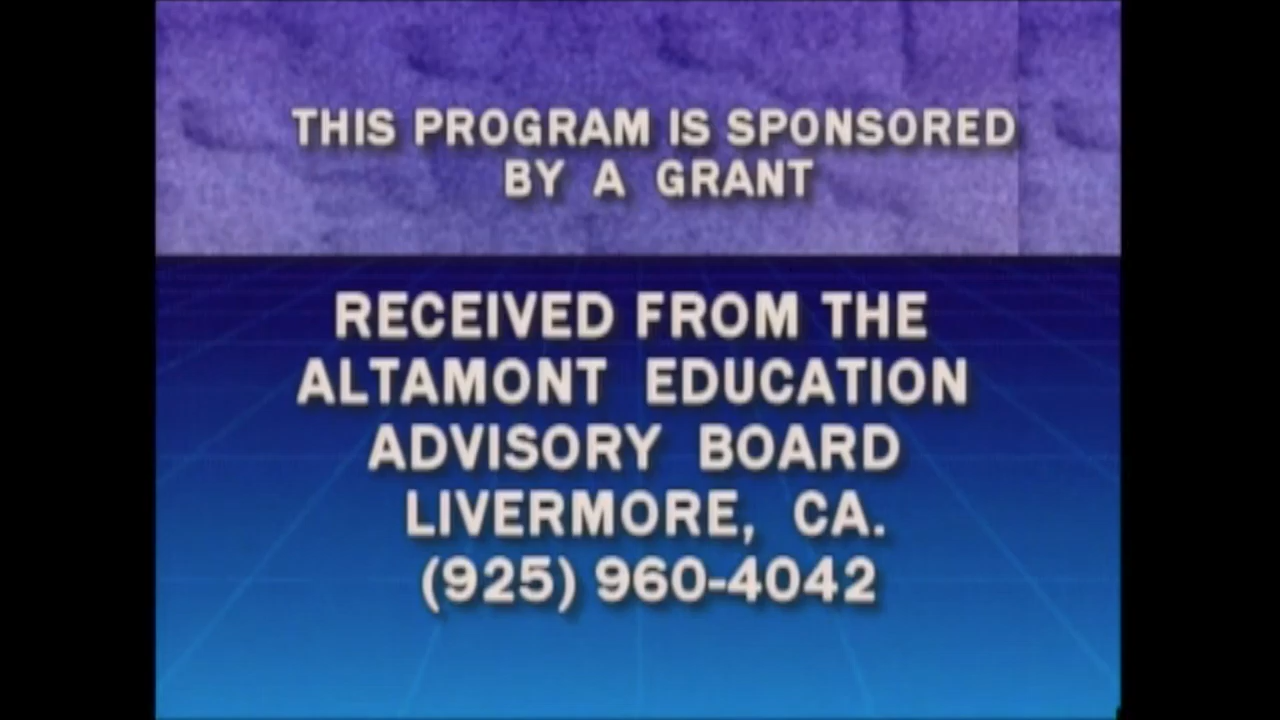 THIS PROGRAM IS SPONSORED
BY A GRANT
RECEIVED FROM THE
ALTAMONT EDUCATION
ADVISORY BOARD
LIVERMORE, CA.
(925) 960-4042